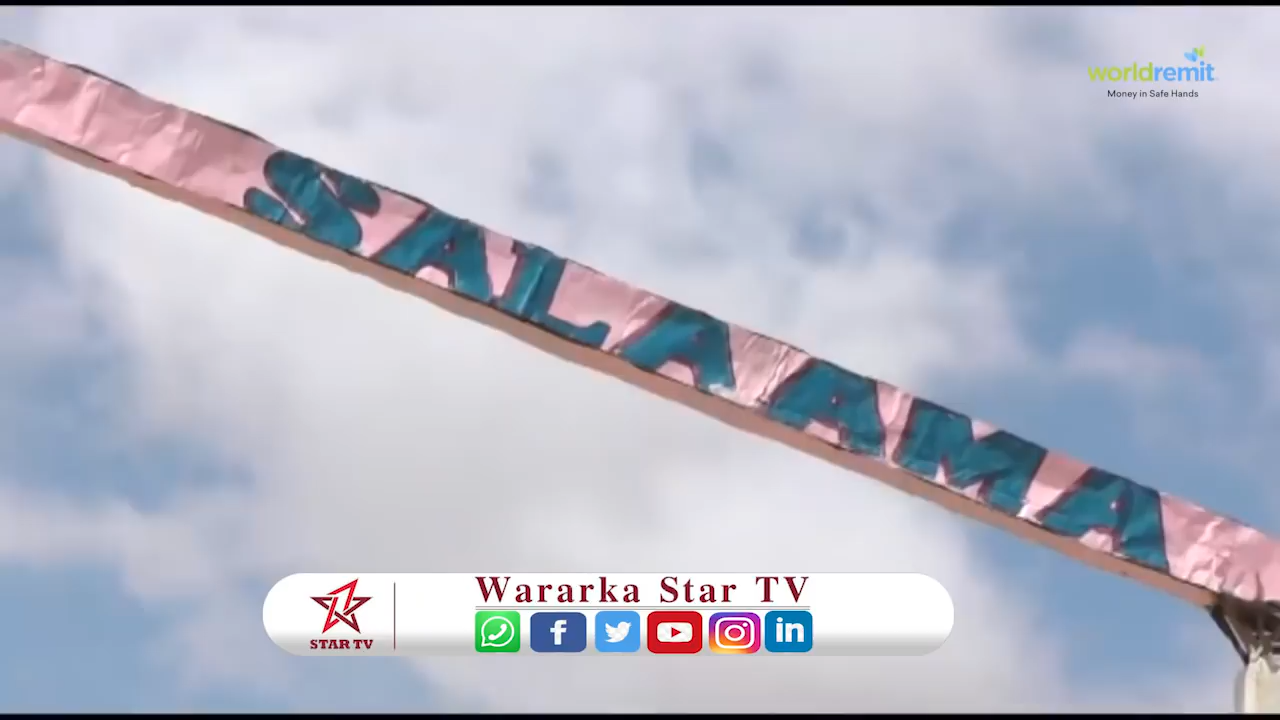 worldremit
Money in Safe Hands
SALAAMA
Wararka Star TV
STAR TV